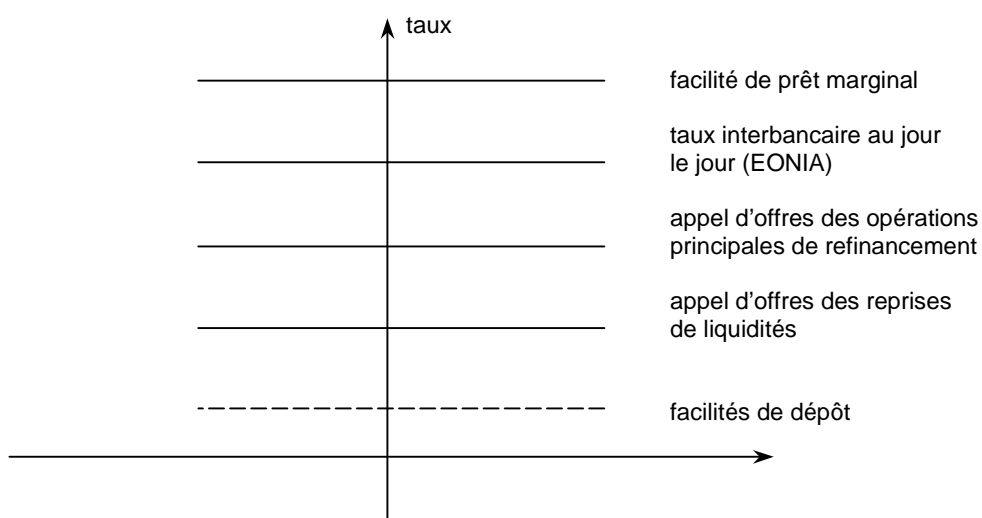 taux
facilité de prêt marginal
taux interbancaire au jour
le jour (EONIA)
appel d'offres des opérations
principales de refinancement
appel d'offres des reprises
de liquidités
facilités de dépôt